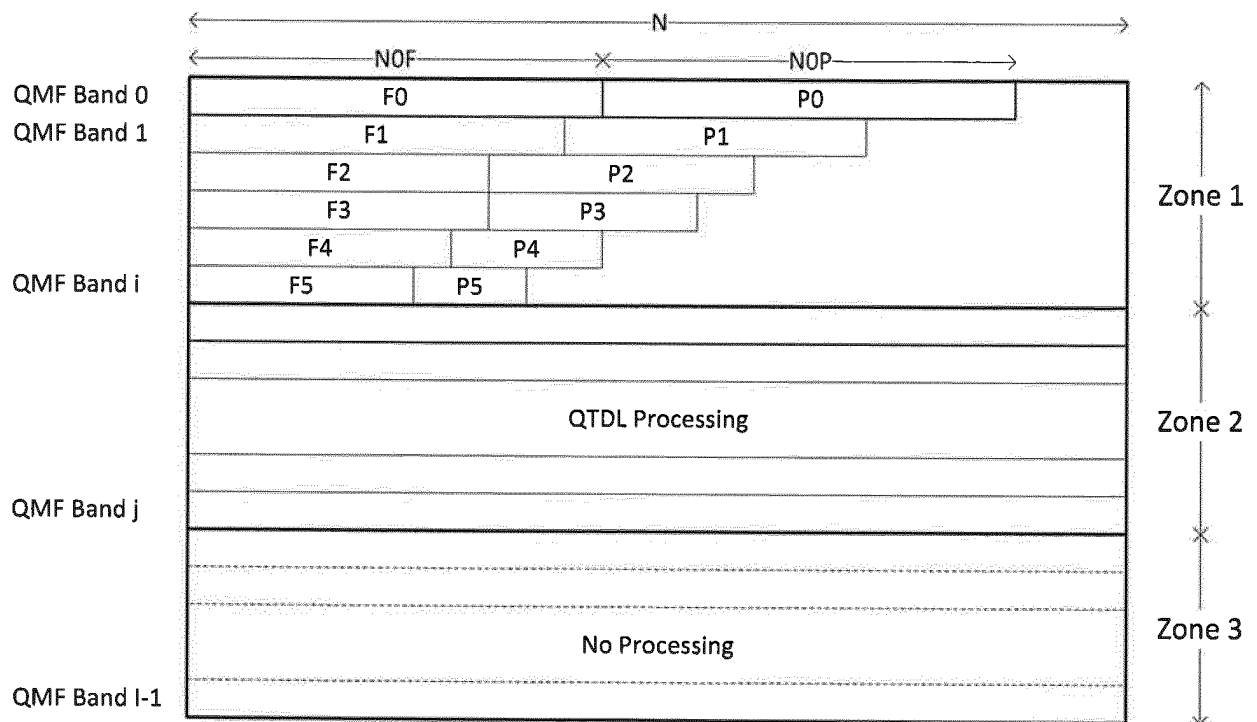 N
N0F N0P
QMF Band 0 F0 P0
QMF Band 1 F1 P1
F2 P2
F3 P3
Zone 1
F4 P4
QMF Band i F5 P5
QTDL Processing
Zone 2
QMF Band j
No Processing
Zone 3
QMF Band I-1